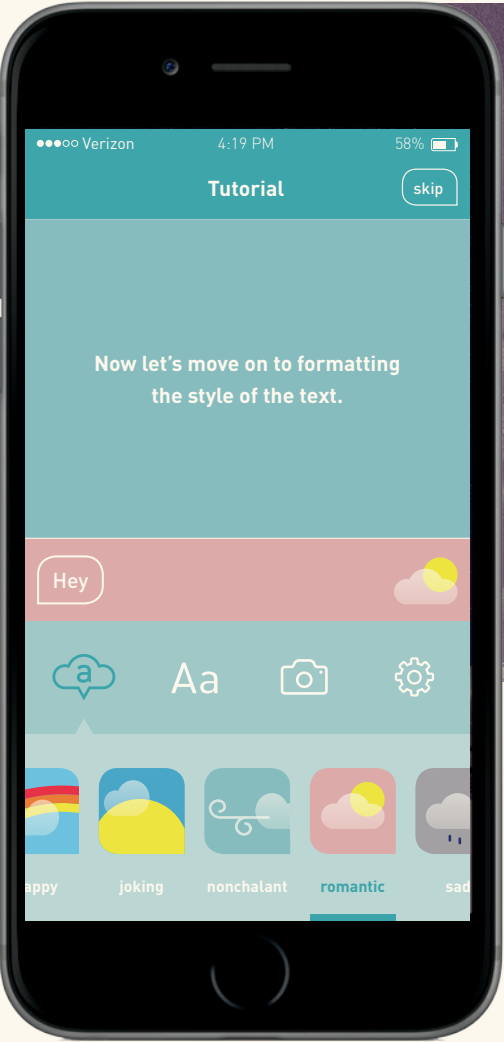 Verizon 4:19 PM 58%
Tutorial skip
Now let's move on to formatting
the style of the text.
Hey
a Aa
appy joking nonchalant romantic sad